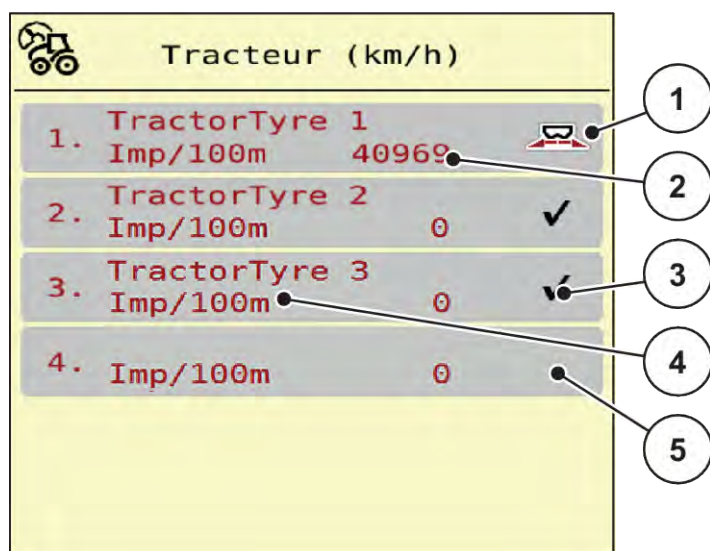 Tracteur (km/h)
1. TractorTyre 1
Imp/100m 40969
2. TractorTyre 2
Imp/100m 0
3. TractorTyre 3
Imp/100m 0
4.
Imp/100m 0
1
2
3
4
5